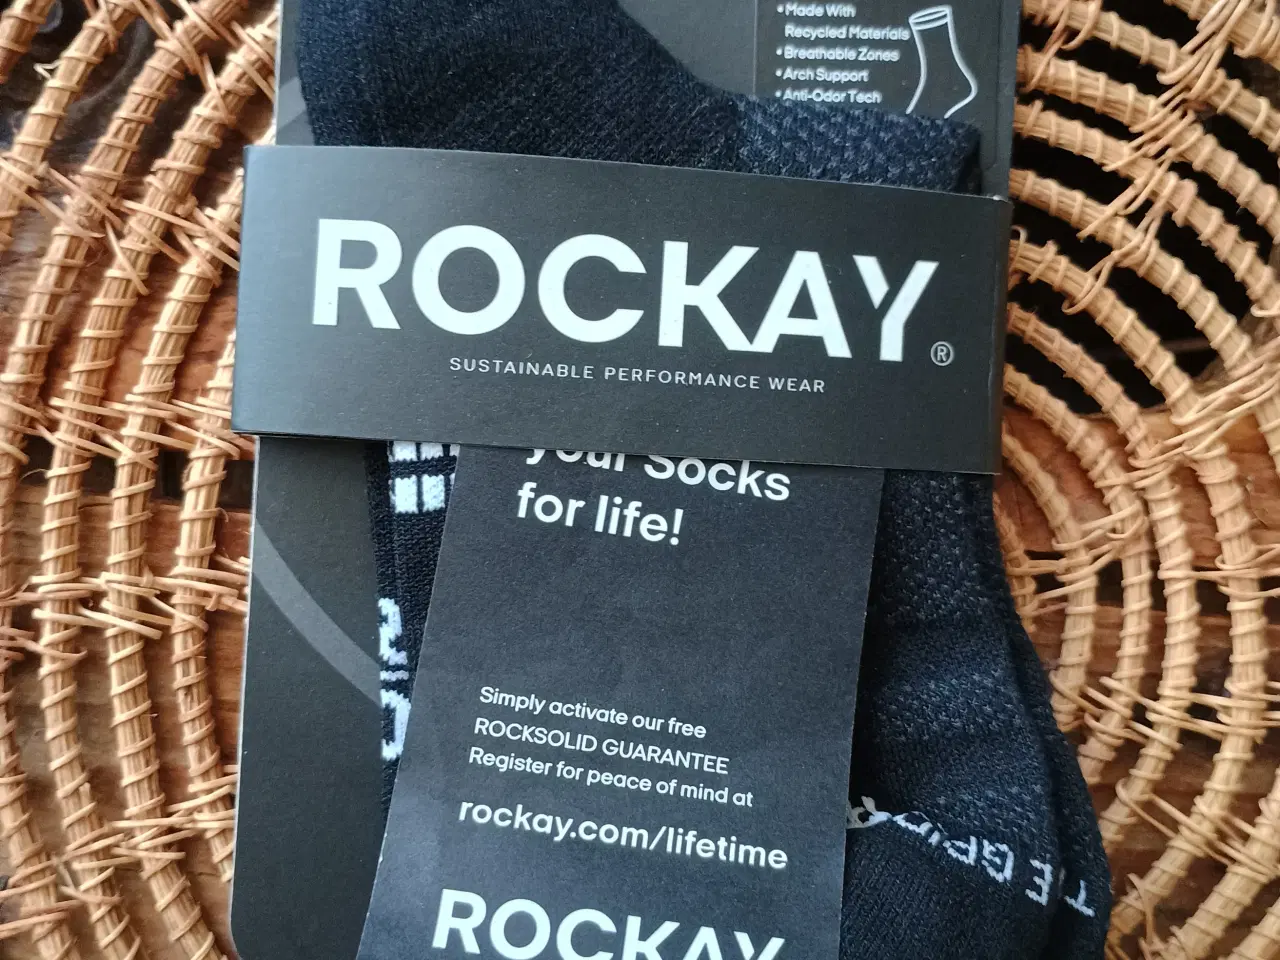 • Made With
Recycled Materials
• Breathable Zones
• Arch Support
• Anti-Odor Tech
ROCKAY®
SUSTAINABLE PERFORMANCE WEAR
your Socks
for life!
Simply activate our free
ROCKSOLID GUARANTEE
Register for peace of mind at
rockay.com/lifetime
ROCKAY